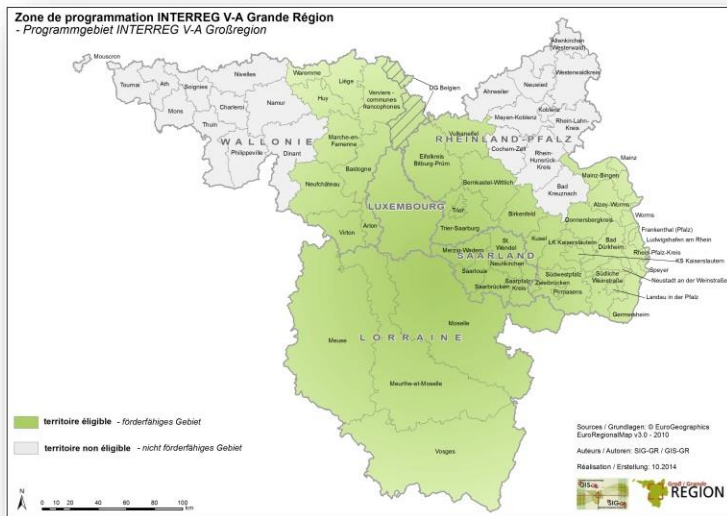 Zone de programmation INTERREG V-A Grande Région
- Programmgebiet INTERREG V-A Großregion
Mouscron
Tournai
Ath
Soignies
Nivelles
Mons
Charleroi
Namur
Thuin
WALLONIE
Philippeville
Dinant
Waremme
Liège
Huy
Verviers -
communes
francophones
DG Belgien
Marche-en-
Famenne
Bastogne
Neufchâteau
Arlon
Virton
LUXEMBOURG
Altenkirchen
(Westerwald)
Westerwaldkreis
Neuwied
Ahrweiler
Koblenz
Mayen-Koblenz
Rhein-Lahn-
Kreis
Vulkaneifel
RHEINLAND-PFALZ
Cochem-Zell
Rhein-
Hunsrück
Kreis
Eifelkreis
Bitburg-Prüm
Bernkastel-Wittlich
Mainz
Mainz-Bingen
Bad
Kreuznach
Alzey-Worms
Trier
Birkenfeld
Donnersbergkreis
Worms
Trier-Saarburg
Frankenthal (Pfalz)
Kusel
LK Kaiserslautern
Bad
Dürkheim
Ludwigshafen am Rhein
Rhein-Pfalz-Kreis
KS Kaiserslautern
Merzig-Wadern
St.
Wendel
SAARLAND
Neunkirchen
Saarlouis
Saarpfalz
Kreis
Saarbrücken
Zweibrücken
Südwestpfalz
Pirmasens
Südliche
Weinstraße
Speyer
Neustadt an der Weinstraße
Landau in der Pfalz
Germersheim
Moselle
Meuse
LORRAINE
Meurthe-et-Moselle
Vosges
territoire éligible - förderfähiges Gebiet
territoire non éligible - nicht förderfähiges Gebiet
N
0 10 20 40 60 80 100
km
Sources / Grundlagen: © EuroGeographics
EuroRegionalMap v3.0 - 2010
Auteurs / Autoren: SIG-GR / GIS-GR
Réalisation / Erstellung: 10.2014
GIS
SIG
Groß / Grande
REGION